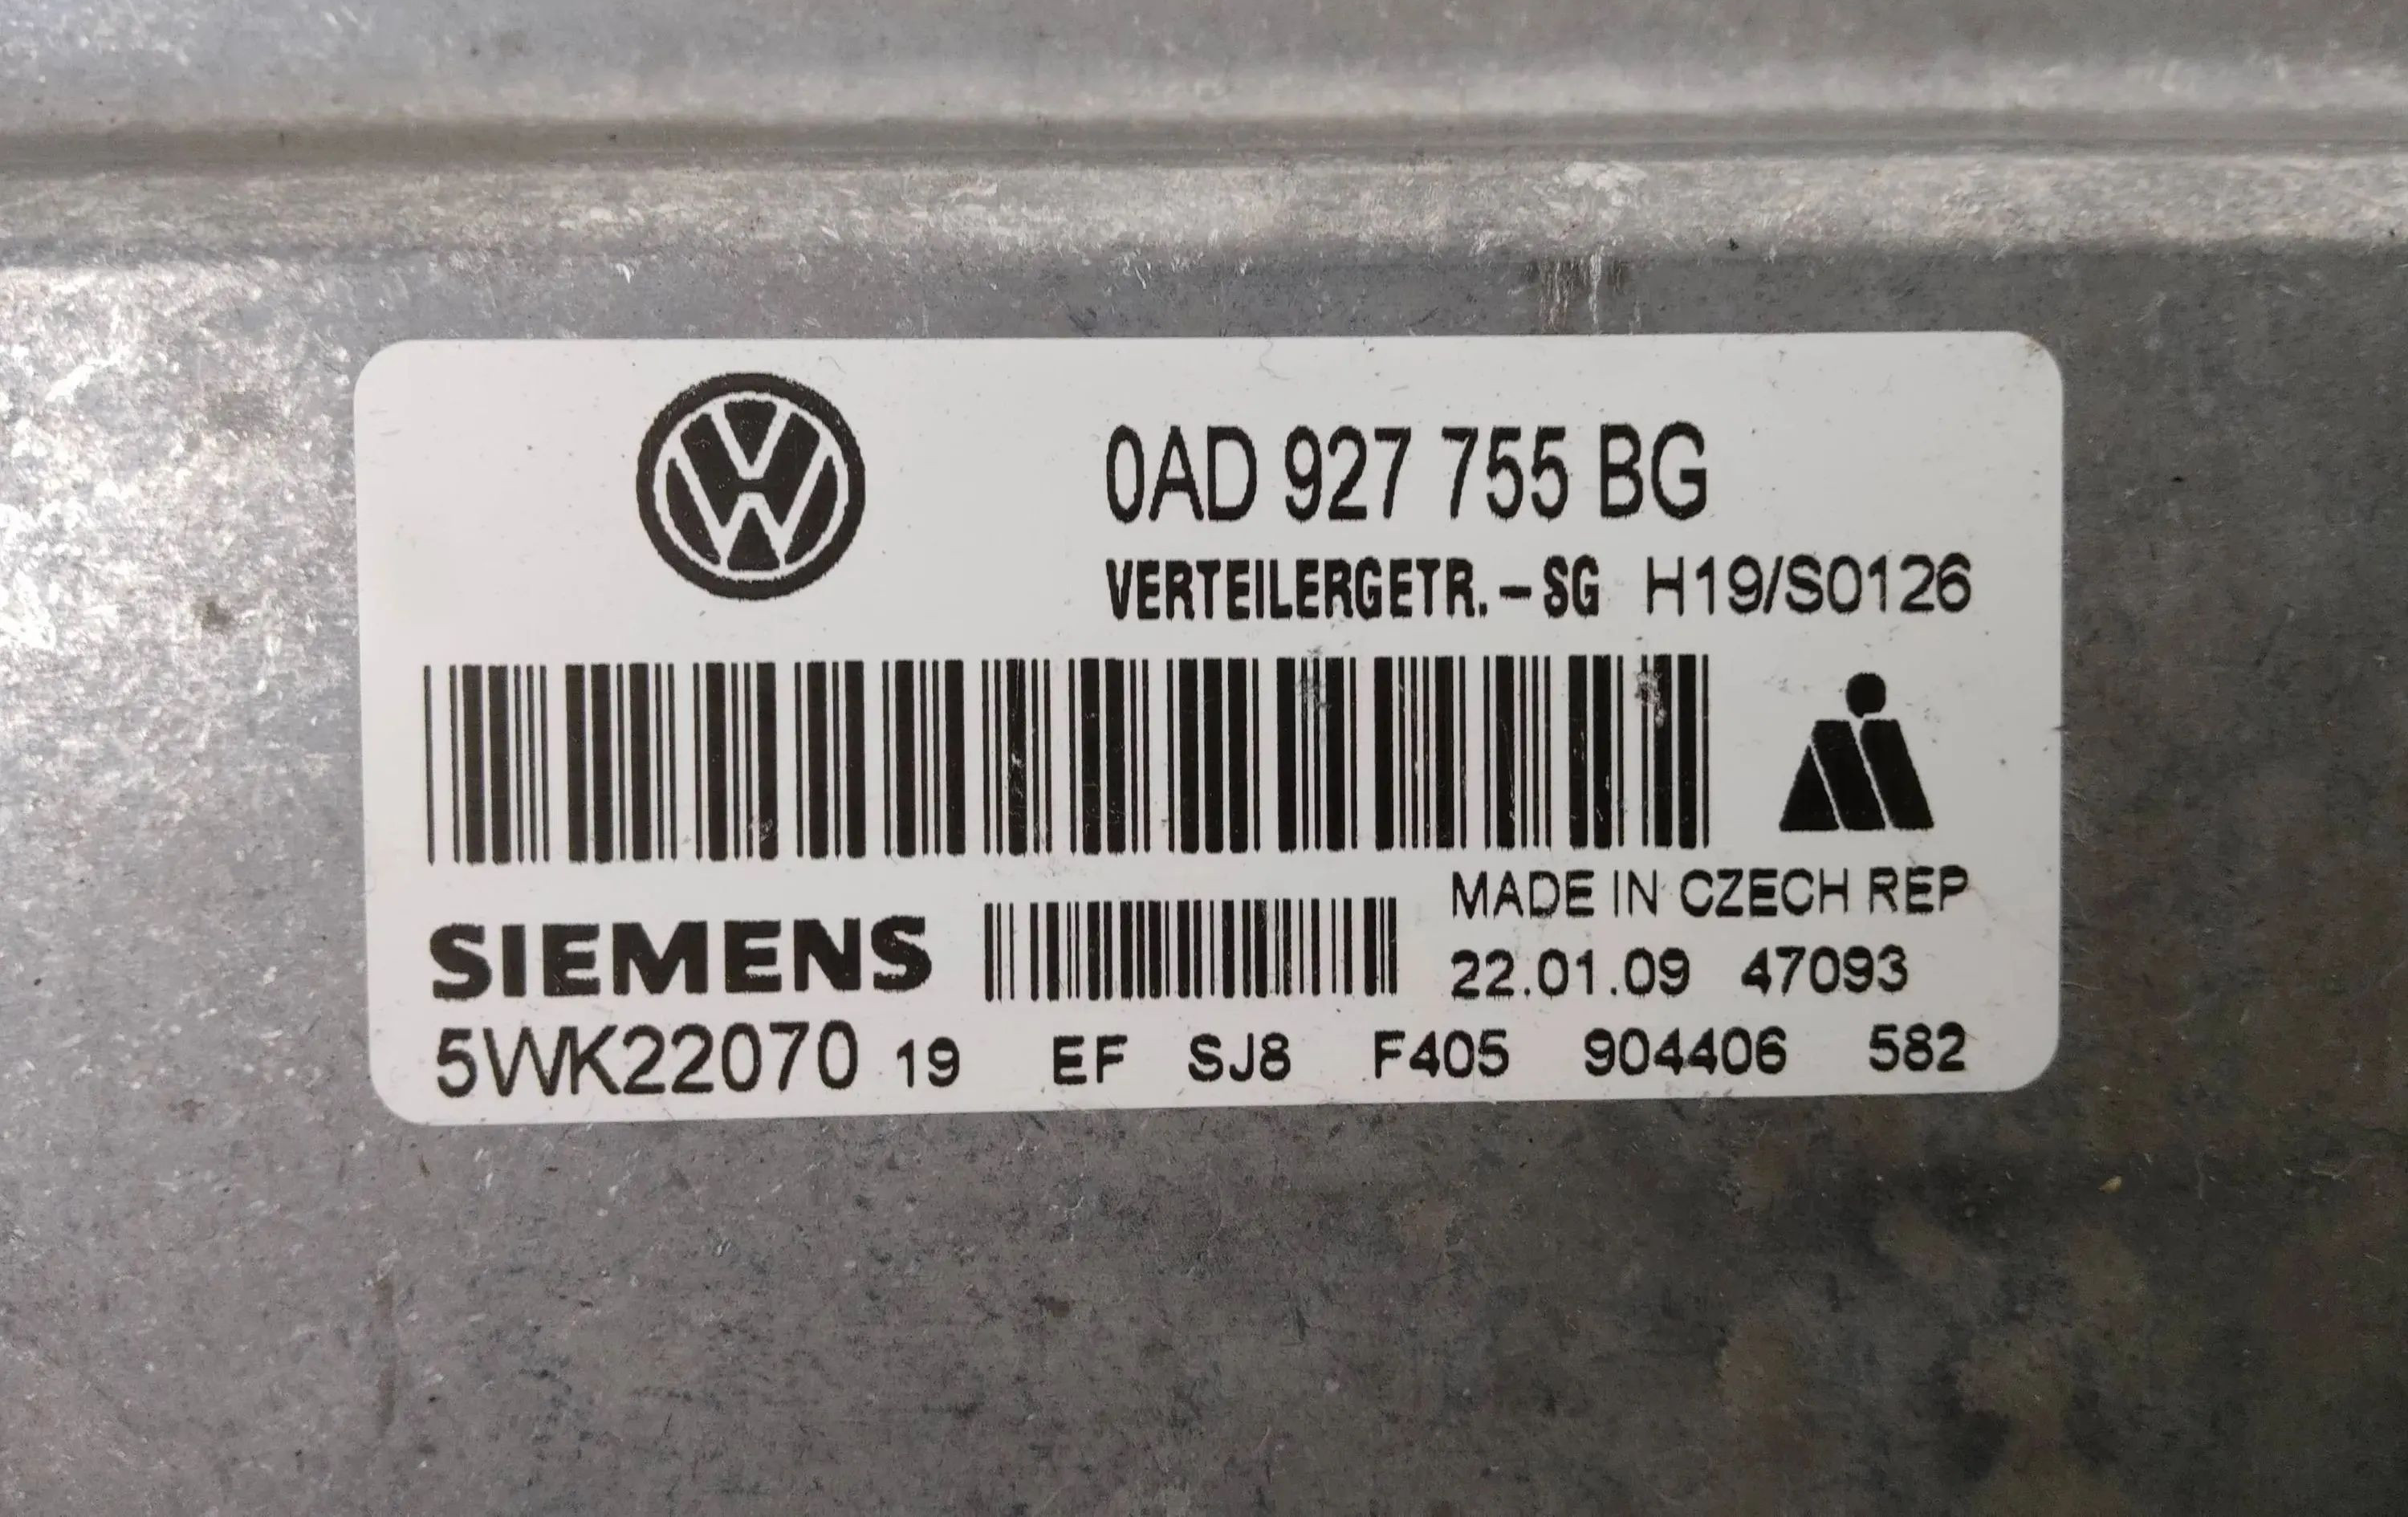 0AD 927 755 BG
VERTEILERGETR.-SG H19/S0126
SIEMENS
MADE IN CZECH REP
22.01.09 47093
5WK22070 19 EF SJ8 F405 904406 582